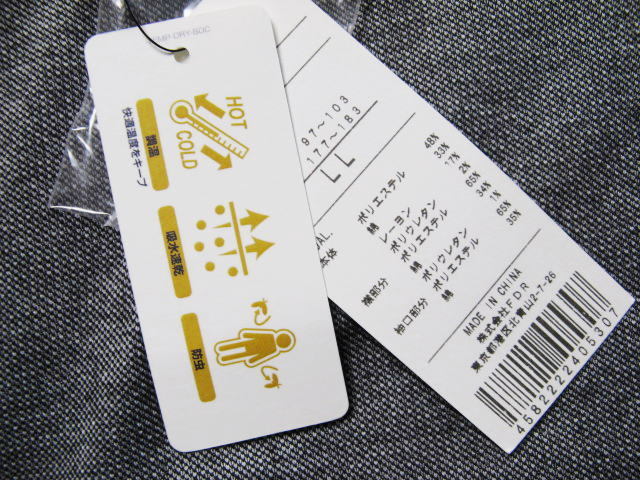 HOT
COLD
調温
快適温度をキープ
吸水速乾
防虫
97~103
177~183
LL
本体
ポリエステル 48%
綿 33%
レーヨン 17%
ポリウレタン 2%
ポリエステル 65%
綿 34%
ポリウレタン 1%
袖口部分 ポリエステル 65%
綿 35%
MADE IN CHINA
株式会社FDR
東京都港区北青山2-7-26
4582222405307